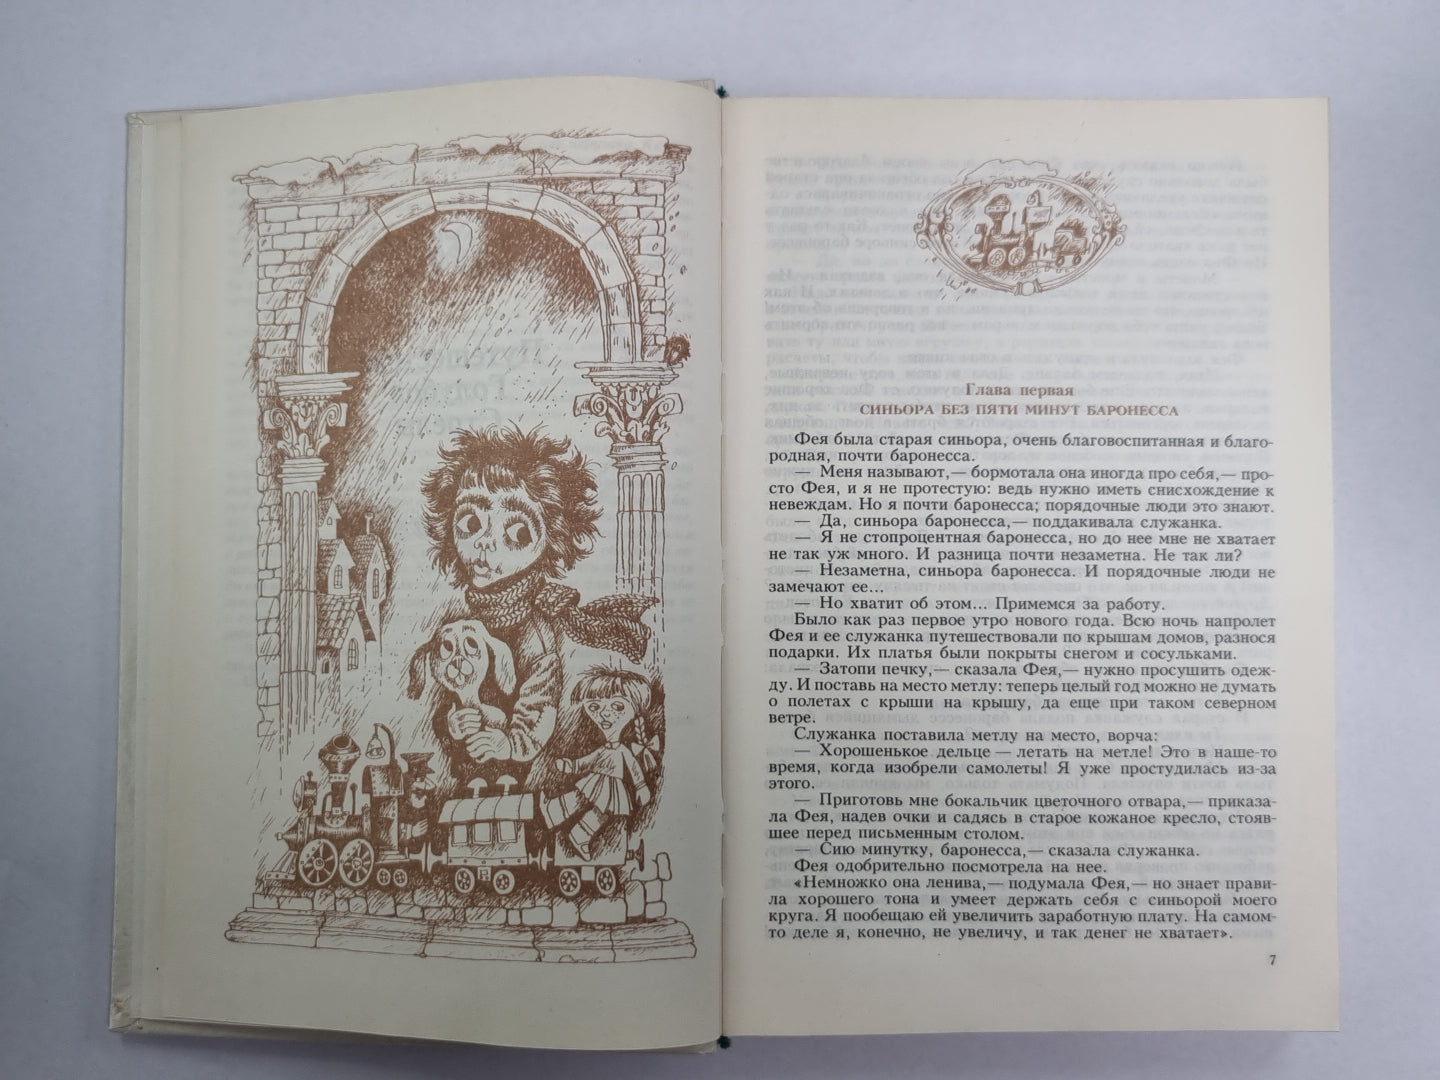 Глава первая
СИНЬОРА БЕЗ ПЯТИ МИНУТ БАРОНЕССА
Фея была старая синьора, очень благовоспитанная и благо-
родная, почти баронесса.
— Меня называют,— бормотала она иногда про себя,— про-
сто Фея, и я не протестую: ведь нужно иметь снисхождение к
невеждам. Но я почти баронесса; порядочные люди это знают.
— Да, синьора баронесса,— поддакивала служанка.
— Я не стопроцентная баронесса, но до нее мне не хватает
не так уж много. И разница почти незаметна. Не так ли?
— Незаметна, синьора баронесса. И порядочные люди не
замечают ее...
— Но хватит об этом... Примемся за работу.
Было как раз первое утро нового года. Всю ночь напролет
Фея и ее служанка путешествовали по крышам домов, разнося
подарки. Их платья были покрыты снегом и сосульками.
— Затопи печку,— сказала Фея,— нужно просушить одеж-
ду. И поставь на место метлу: теперь целый год можно не думать
о полетах с крыши на крышу, да еще при таком северном
ветре.
Служанка поставила метлу на место, ворча:
— Хорошенькое дельце — летать на метле! Это в наше-то
время, когда изобрели самолеты! Я уже простудилась из-за
этого.
— Приготовь мне бокальчик цветочного отвара,— приказа-
ла Фея, надев очки и садясь в старое кожаное кресло, стояв-
шее перед письменным столом.
— Сию минутку, баронесса,— сказала служанка.
Фея одобрительно посмотрела на нее.
«Немножко она ленива,— подумала Фея,— но знает прави-
ла хорошего тона и умеет держать себя с синьорой моего
круга. Я пообещаю ей увеличить заработную плату. На самом-
то деле я, конечно, не увеличу, и так денег не хватает».
7